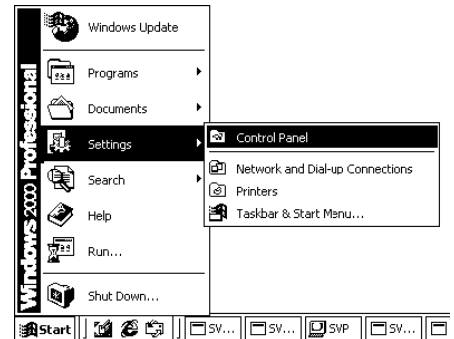 Windows 2000 Professional
Windows Update
Programs
Documents
Settings
Search
Help
Run...
Shut Down...
Control Panel
Network and Dial-up Connections
Printers
Taskbar & Start Menu...
Start
SV...
SV...
SVP
SV...